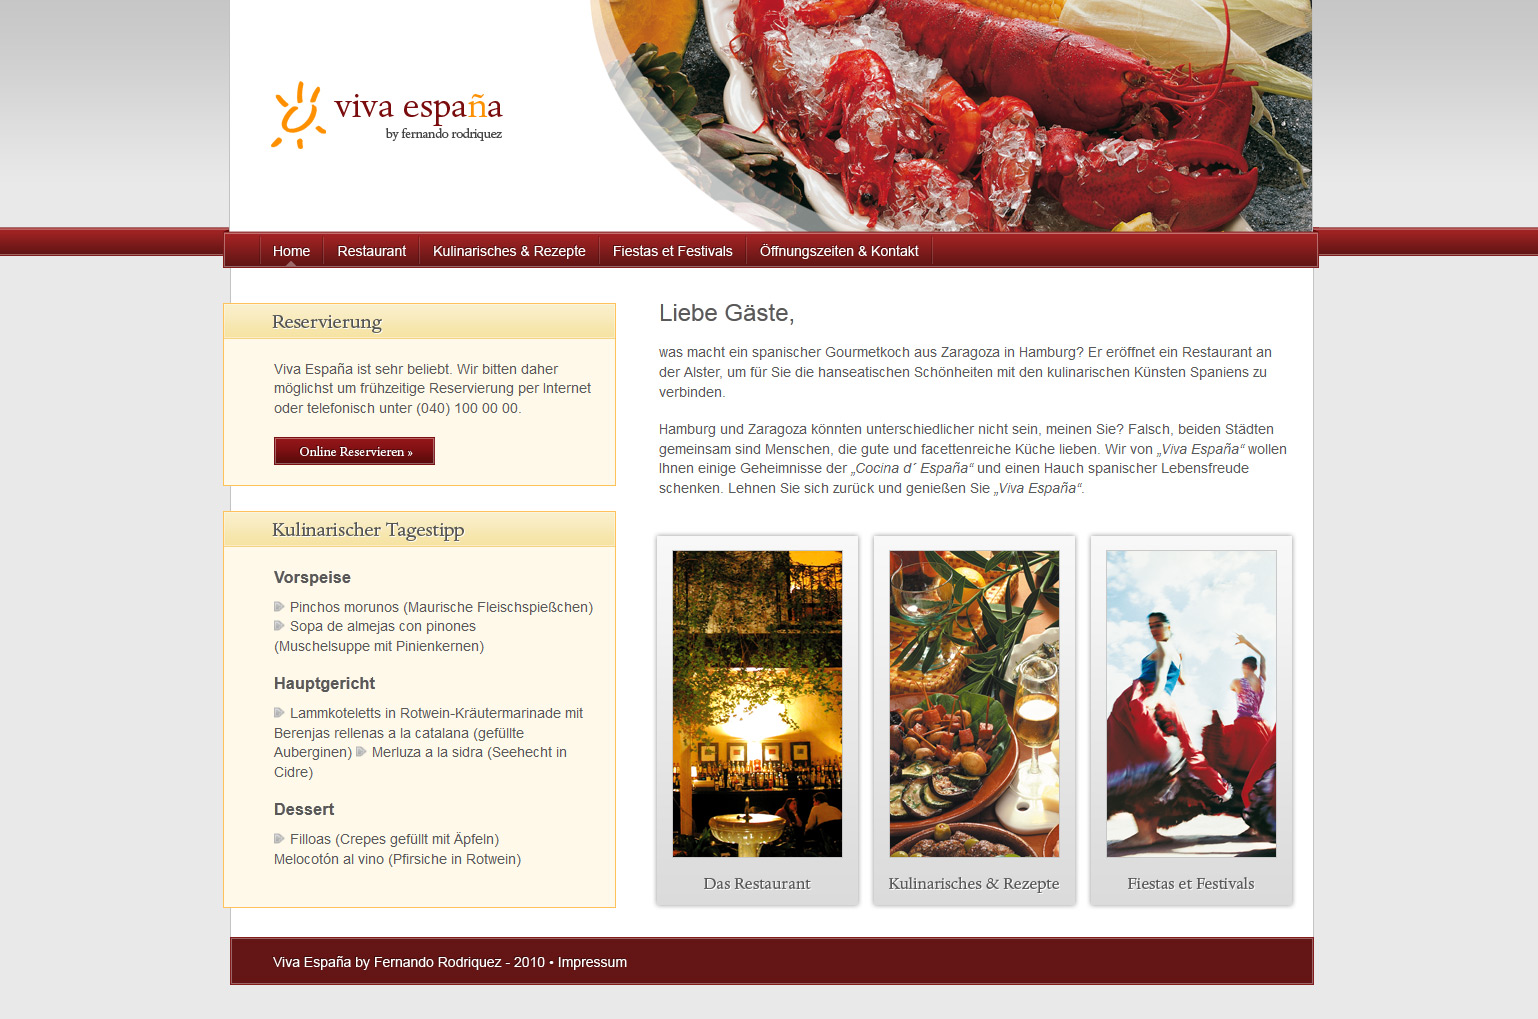 viva españa
by fernando rodriquez
Home
Restaurant
Kulinarisches & Rezepte
Fiestas et Festivals
Öffnungszeiten & Kontakt
Reservierung
Viva España ist sehr beliebt. Wir bitten daher
möglichst um frühzeitige Reservierung per Internet
oder telefonisch unter (040) 100 00 00.
Online Reservieren »
Kulinarischer Tagestipp
Vorspeise
Pinchos morunos (Maurische Fleischspießchen)
Sopa de almejas con pinones
(Muschelsuppe mit Pinienkernen)
Hauptgericht
Lammkoteletts in Rotwein-Kräutermarinade mit
Berenjas rellenas a la catalana (gefüllte
Auberginen) Merluza a la sidra (Seehecht in
Cidre)
Dessert
Filloas (Crepes gefüllt mit Äpfeln)
Melocotón al vino (Pfirsiche in Rotwein)
Liebe Gäste,
was macht ein spanischer Gourmetkoch aus Zaragoza in Hamburg? Er eröffnet ein Restaurant an
der Alster, um für Sie die hanseatischen Schönheiten mit den kulinarischen Künsten Spaniens zu
verbinden.
Hamburg und Zaragoza könnten unterschiedlicher nicht sein, meinen Sie? Falsch, beiden Städten
gemeinsam sind Menschen, die gute und facettenreiche Küche lieben. Wir von „Viva España“ wollen
Ihnen einige Geheimnisse der „Cocina d´ España“ und einen Hauch spanischer Lebensfreude
schenken. Lehnen Sie sich zurück und genießen Sie „Viva España“.
Das Restaurant
Kulinarisches & Rezepte
Fiestas et Festivals
Viva España by Fernando Rodriquez - 2010 • Impressum